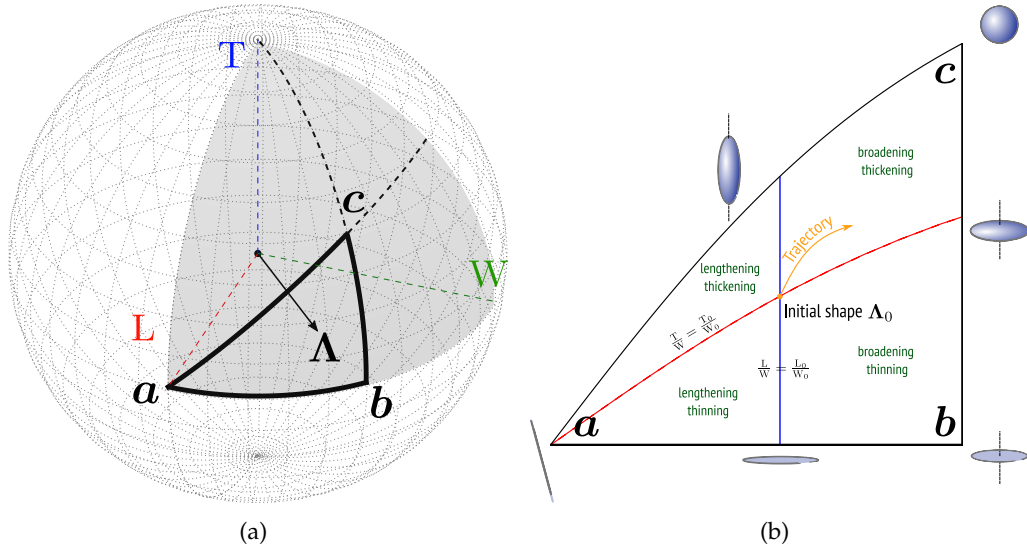 T
c
W
L
Λ
a
b
(a)
c
broadening
thickening
Trajectory
lengthening
thickening
Initial shape Λ₀
T/W = T₀/W₀
L/W = L₀/W₀
broadening
thinning
lengthening
thinning
a
b
(b)